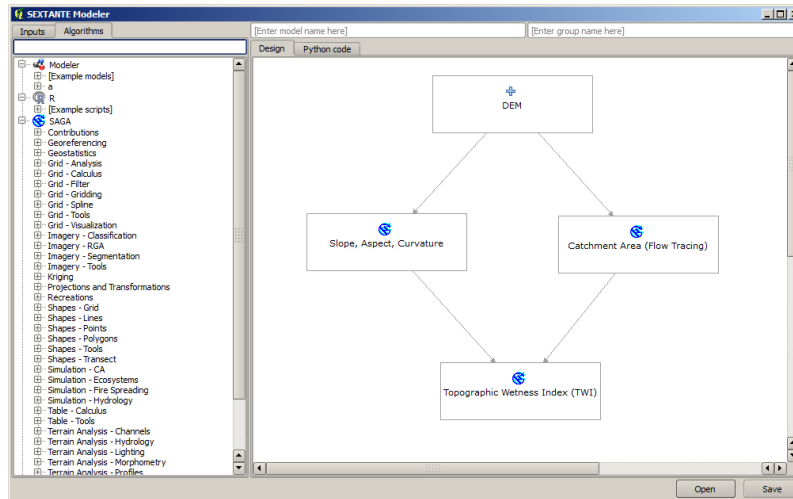 SEXTANTE Modeler
Inputs
Algorithms
[Enter model name here]
[Enter group name here]
Design
Python code
Modeler
[Example models]
a
R
[Example scripts]
SAGA
Contributions
Georeferencing
Geostatistics
Grid - Analysis
Grid - Calculus
Grid - Filter
Grid - Gridding
Grid - Spline
Grid - Tools
Grid - Visualization
Imagery - Classification
Imagery - RGA
Imagery - Segmentation
Imagery - Tools
Kriging
Projections and Transformations
Recreations
Shapes - Grid
Shapes - Lines
Shapes - Points
Shapes - Polygons
Shapes - Tools
Shapes - Transect
Simulation - CA
Simulation - Ecosystems
Simulation - Fire Spreading
Simulation - Hydrology
Table - Calculus
Table - Tools
Terrain Analysis - Channels
Terrain Analysis - Hydrology
Terrain Analysis - Lighting
Terrain Analysis - Morphometry
Terrain Analysis - Profiles
DEM
Slope, Aspect, Curvature
Catchment Area (Flow Tracing)
Topographic Wetness Index (TWI)
Open
Save